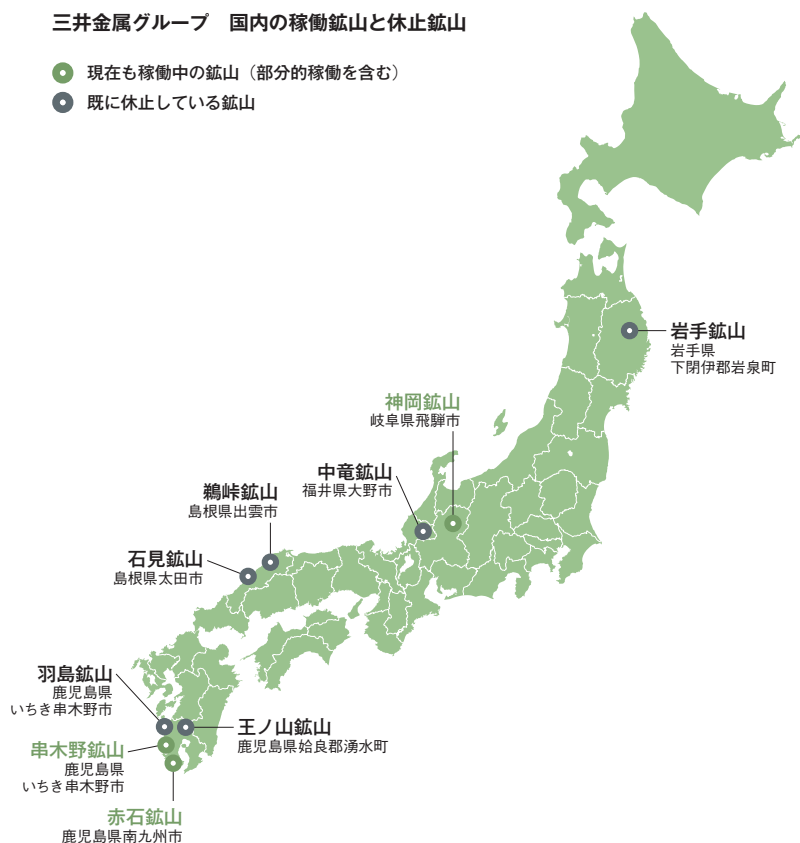 三井金属グループ　国内の稼働鉱山と休止鉱山
現在も稼働中の鉱山（部分的稼働を含む）
既に休止している鉱山
岩手鉱山
岩手県
下閉伊郡岩泉町
神岡鉱山
岐阜県飛騨市
中竜鉱山
福井県大野市
鵜峠鉱山
島根県出雲市
石見鉱山
島根県太田市
羽島鉱山
鹿児島県
いちき串木野市
王ノ山鉱山
鹿児島県姶良郡湧水町
串木野鉱山
鹿児島県
いちき串木野市
赤石鉱山
鹿児島県南九州市